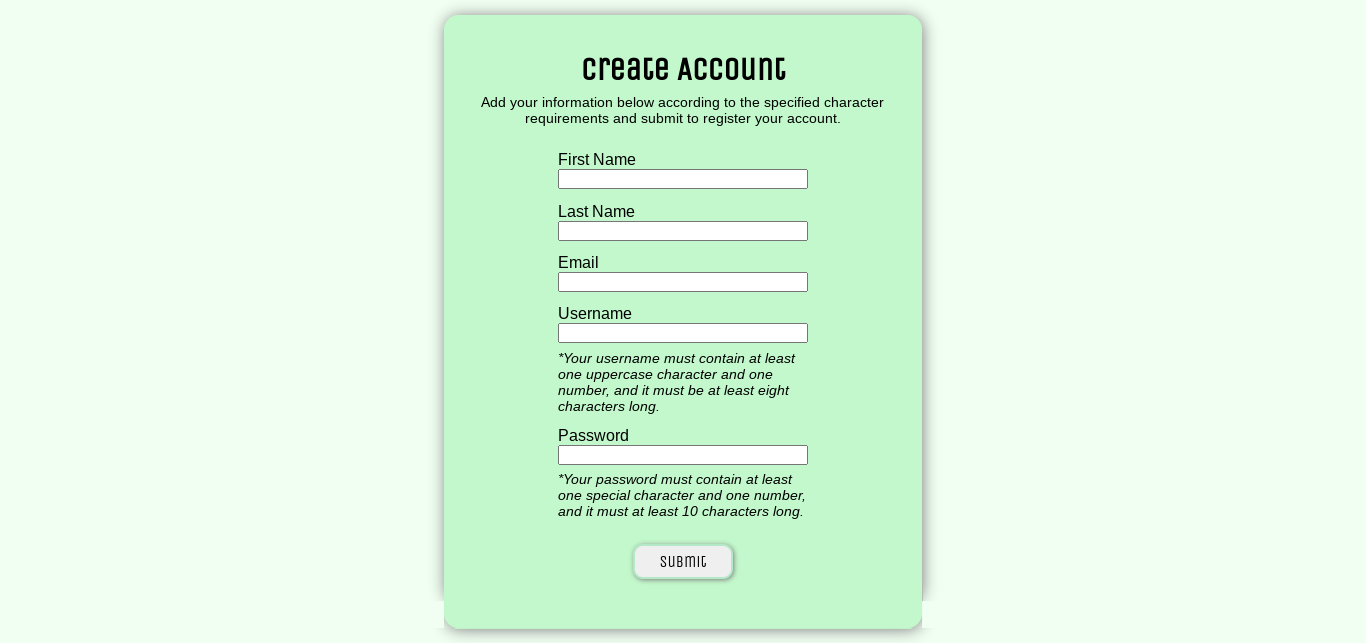 Create Account
Add your information below according to the specified character
requirements and submit to register your account.
First Name
Last Name
Email
Username
*Your username must contain at least
one uppercase character and one
number, and it must be at least eight
characters long.
Password
*Your password must contain at least
one special character and one number,
and it must at least 10 characters long.
Submit